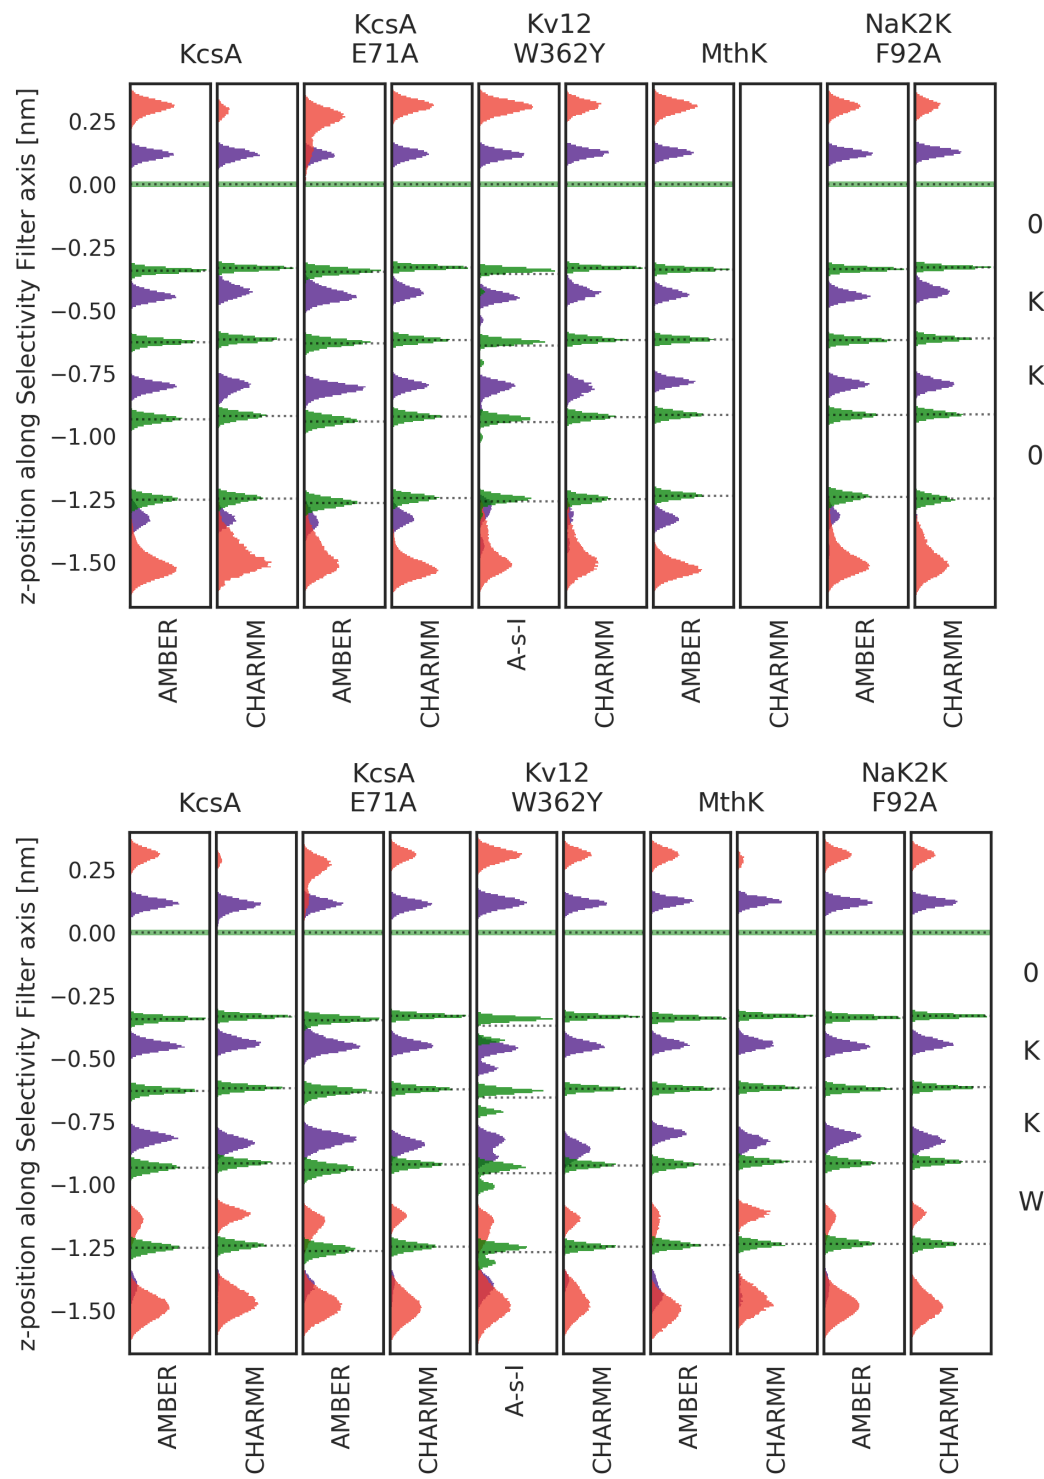 KcsA
KcsA
E71A
Kv12
W362Y
MthK
NaK2K
F92A
z-position along Selectivity Filter axis [nm]
0.25
0.00
−0.25
−0.50
−0.75
−1.00
−1.25
−1.50
0
K
K
0
AMBER
CHARMM
AMBER
CHARMM
A-s-l
CHARMM
AMBER
CHARMM
AMBER
CHARMM
KcsA
KcsA
E71A
Kv12
W362Y
MthK
NaK2K
F92A
z-position along Selectivity Filter axis [nm]
0.25
0.00
−0.25
−0.50
−0.75
−1.00
−1.25
−1.50
0
K
K
W
AMBER
CHARMM
AMBER
CHARMM
A-s-l
CHARMM
AMBER
CHARMM
AMBER
CHARMM